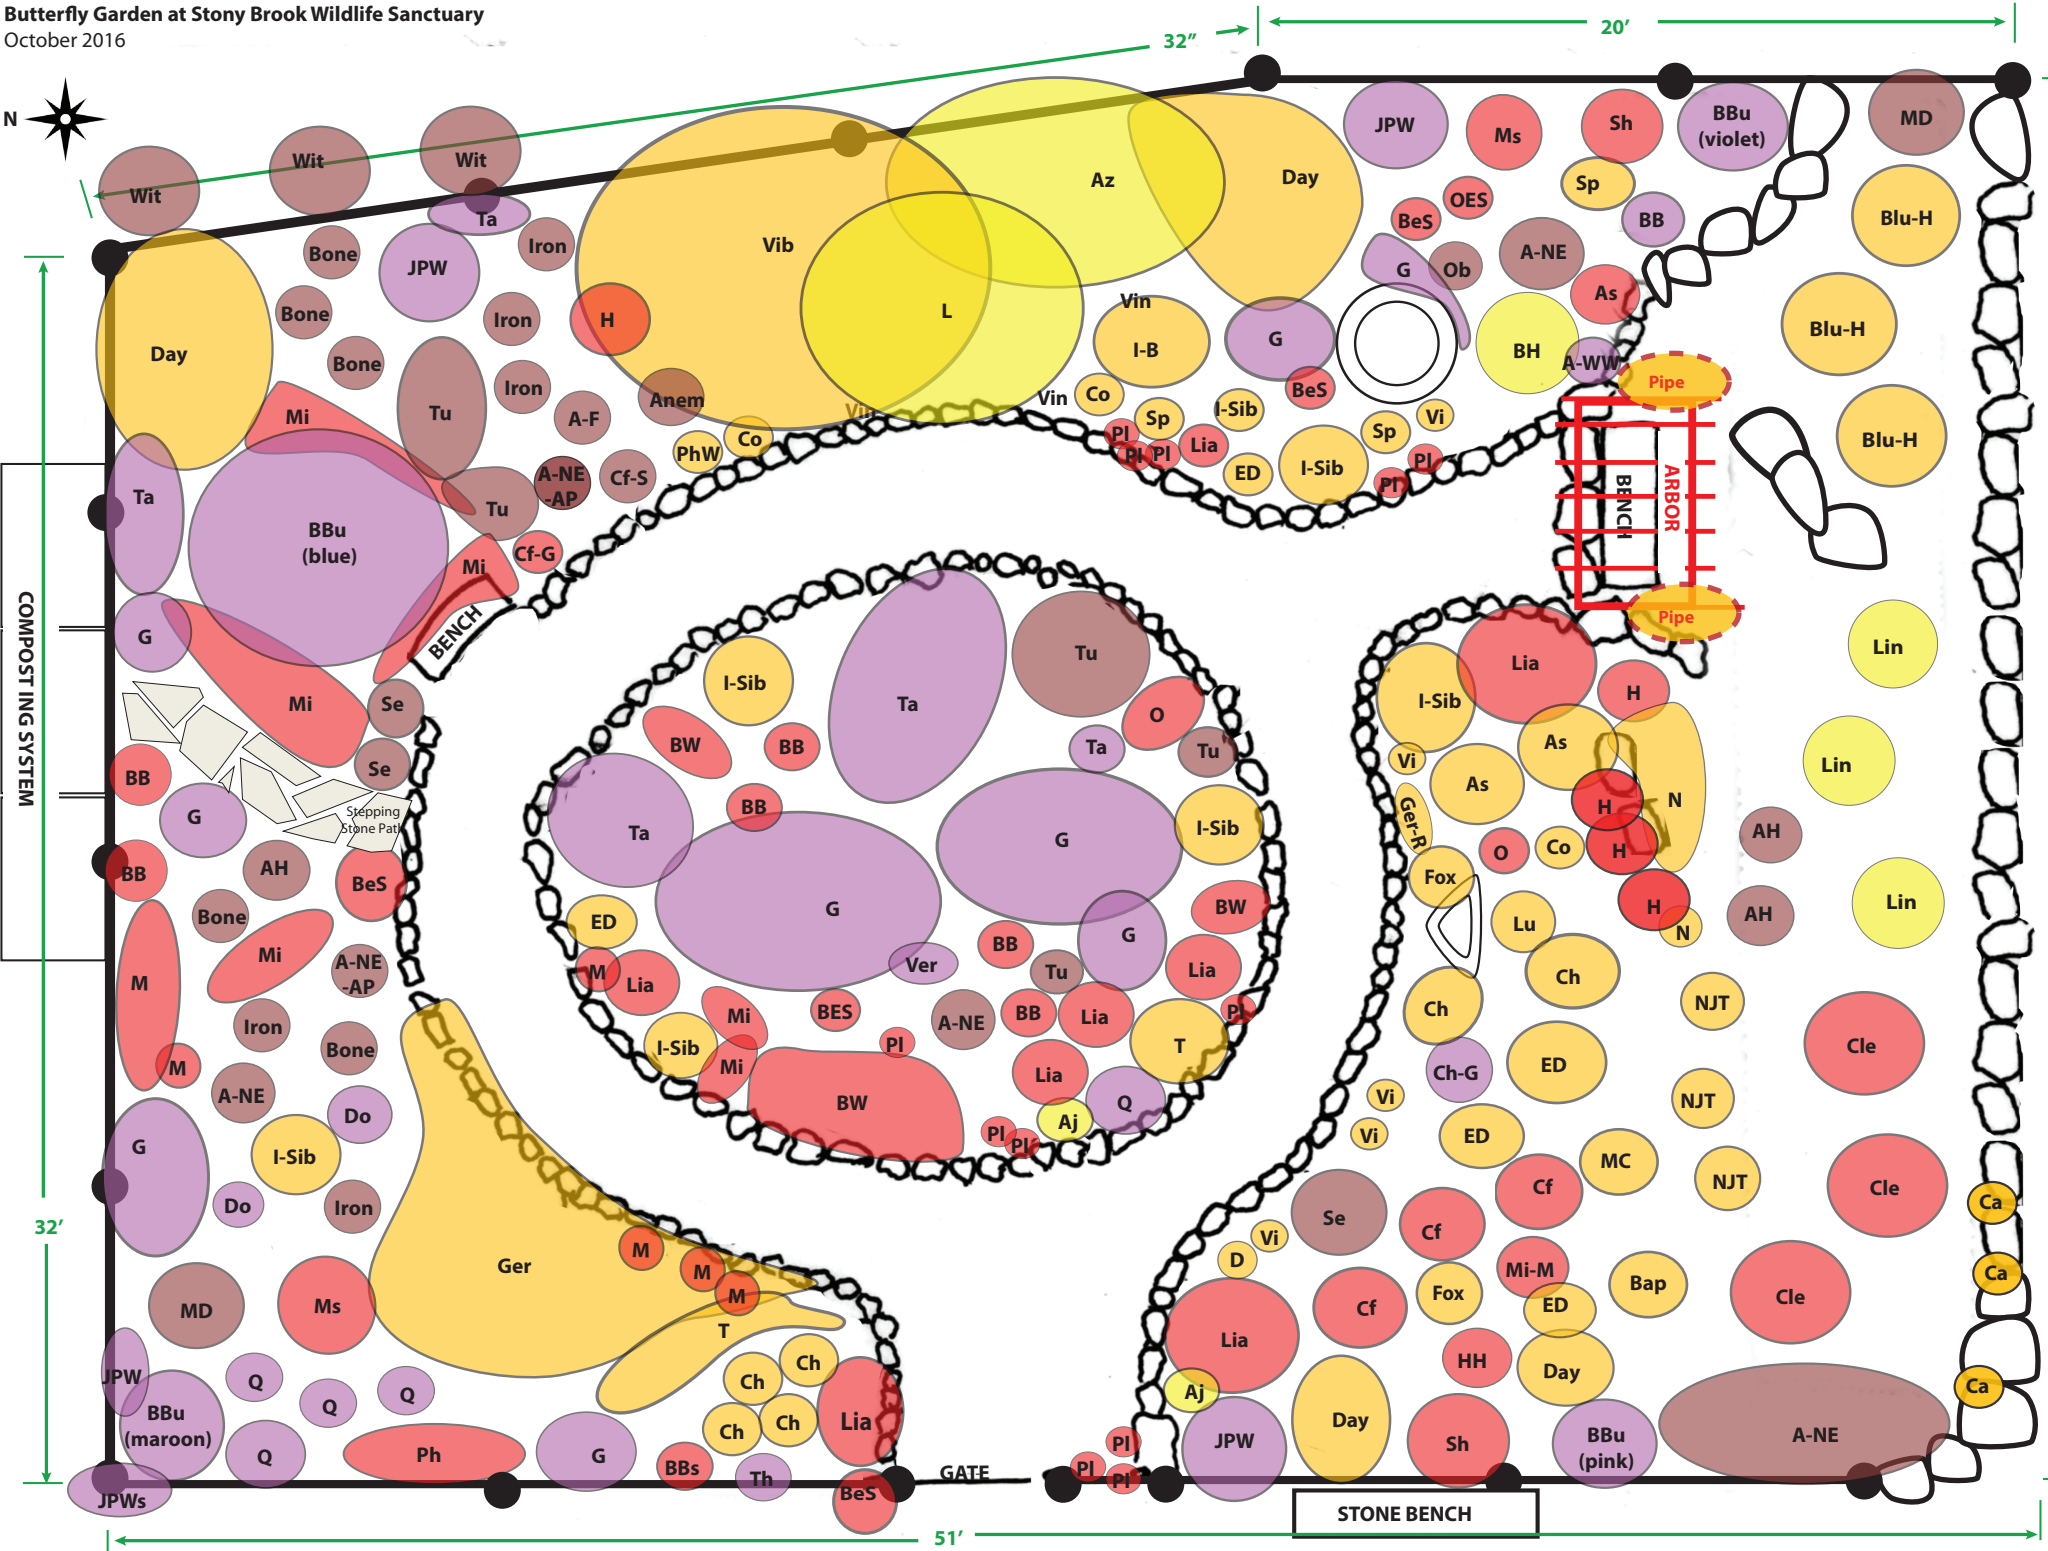 Butterfly Garden at Stony Brook Wildlife Sanctuary
October 2016
32”
20’
N
Wit
Wit
Wit
Ta
Bone
JPW
Iron
Vib
Az
Day
JPW
Ms
Sh
BBu
(violet)
MD
Sp
OES
BeS
BB
Blu-H
A-NE
G
Ob
As
Day
Bone
Iron
H
L
Vin
I-B
G
BH
A-WW
Blu-H
Pipe
Bone
Iron
Anem
A-F
Vin
Vin
Co
BeS
I-Sib
Sp
Sp
Vi
Mi
Tu
Co
PhW
Pl
Pl
Pl
Lia
ED
I-Sib
Pl
Pl
Blu-H
BENCH
ARBOR
Ta
BBu
(blue)
Tu
A-NE
-AP
Cf-S
Cf-G
Mi
BENCH
COMPOST ING SYSTEM
G
Mi
Se
Se
Stepping
Stone Path
BB
G
BB
AH
BeS
Bone
Mi
A-NE
-AP
M
Iron
Bone
M
A-NE
Do
G
I-Sib
Do
Iron
32’
I-Sib
Ta
Tu
O
Ta
Tu
BW
BB
BB
Ta
G
G
I-Sib
BW
G
ED
M
Lia
Ver
BB
Tu
Lia
Mi
BES
A-NE
BB
Lia
Pl
I-Sib
Mi
Pl
T
Lia
BW
Aj
Q
Pl
Pl
Pipe
Lia
I-Sib
H
Lin
As
Vi
As
N
Lin
Ger-R
H
H
O
Co
AH
Fox
H
Lu
N
AH
Lin
Ch
Ch
NJT
Ch-G
ED
Cle
Vi
NJT
Vi
ED
MC
NJT
Cf
Cle
Se
Cf
Ca
Vi
D
Mi-M
Fox
ED
Bap
Ca
Cf
Cle
Lia
HH
Day
Ca
Aj
Day
JPW
Sh
BBu
(pink)
A-NE
Ger
M
M
M
T
MD
Ms
JPW
BBu
(maroon)
Q
Q
Q
Q
Ch
Ch
Ch
Ch
Lia
Ph
G
BBs
Th
BeS
JPWs
GATE
Pl
Pl
Pl
STONE BENCH
51’